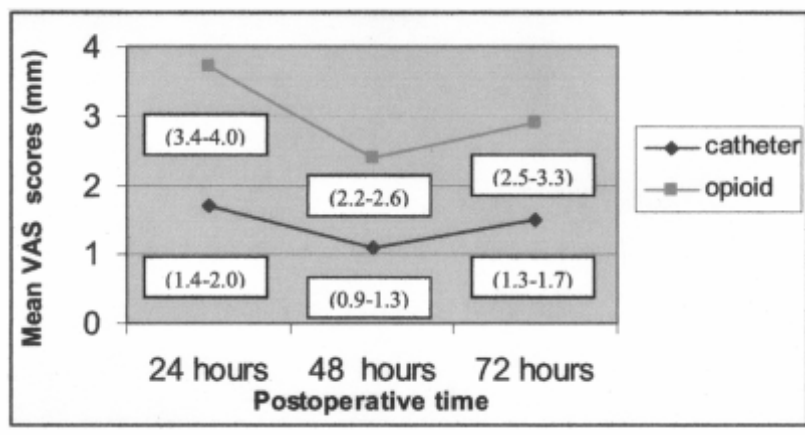 Mean VAS scores (mm)
4
3
2
1
0
(3.4-4.0)
(2.2-2.6)
(2.5-3.3)
(1.4-2.0)
(0.9-1.3)
(1.3-1.7)
24 hours 48 hours 72 hours
Postoperative time
catheter
opioid